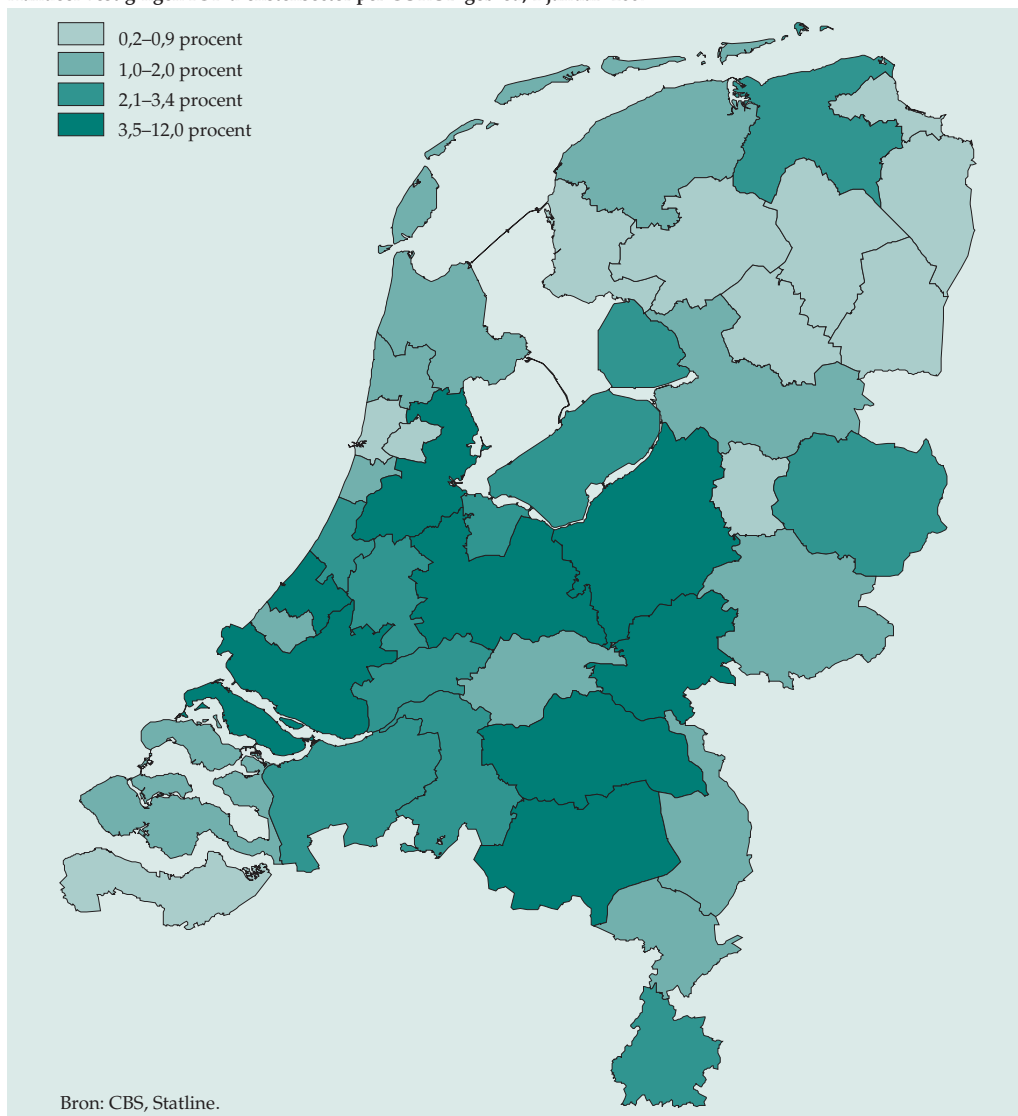 0,2–0,9 procent
1,0–2,0 procent
2,1–3,4 procent
3,5–12,0 procent
Bron: CBS, Statline.